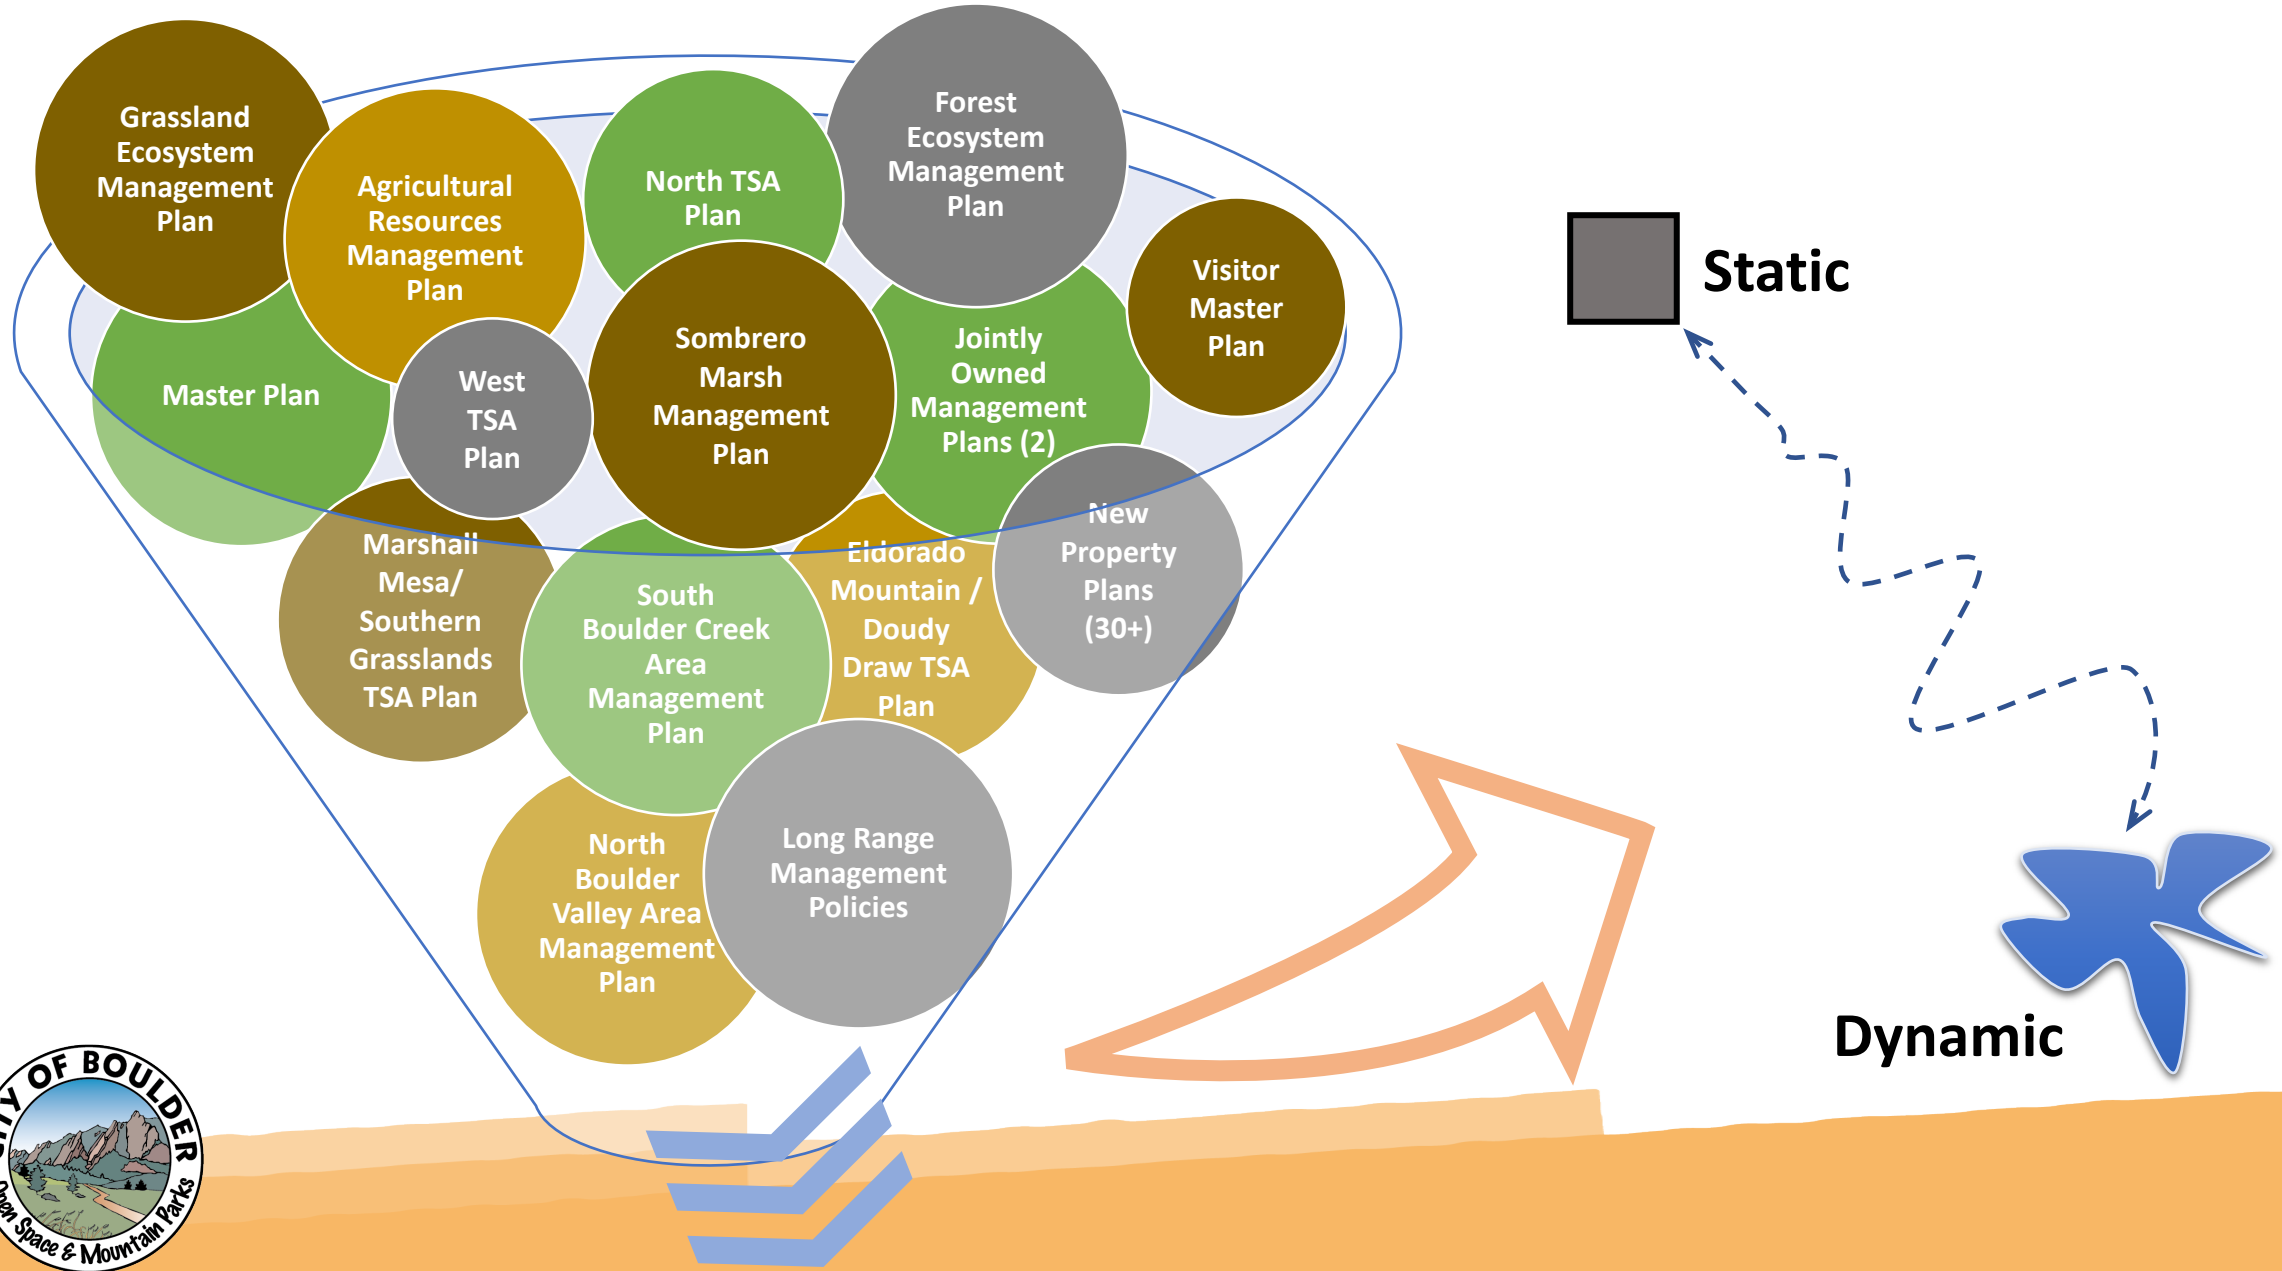 Grassland
Ecosystem
Management
Plan
Agricultural
Resources
Management
Plan
North TSA
Plan
Forest
Ecosystem
Management
Plan
Visitor
Master
Plan
Master Plan
West
TSA
Plan
Sombrero
Marsh
Management
Plan
Jointly
Owned
Management
Plans (2)
Marshall
Mesa/
Southern
Grasslands
TSA Plan
South
Boulder Creek
Area
Management
Plan
Eldorado
Mountain /
Doudy
Draw TSA
Plan
New
Property
Plans
(30+)
North
Boulder
Valley Area
Management
Plan
Long Range
Management
Policies
Static
Dynamic
OF BOULDER
Space & Mountain Parks